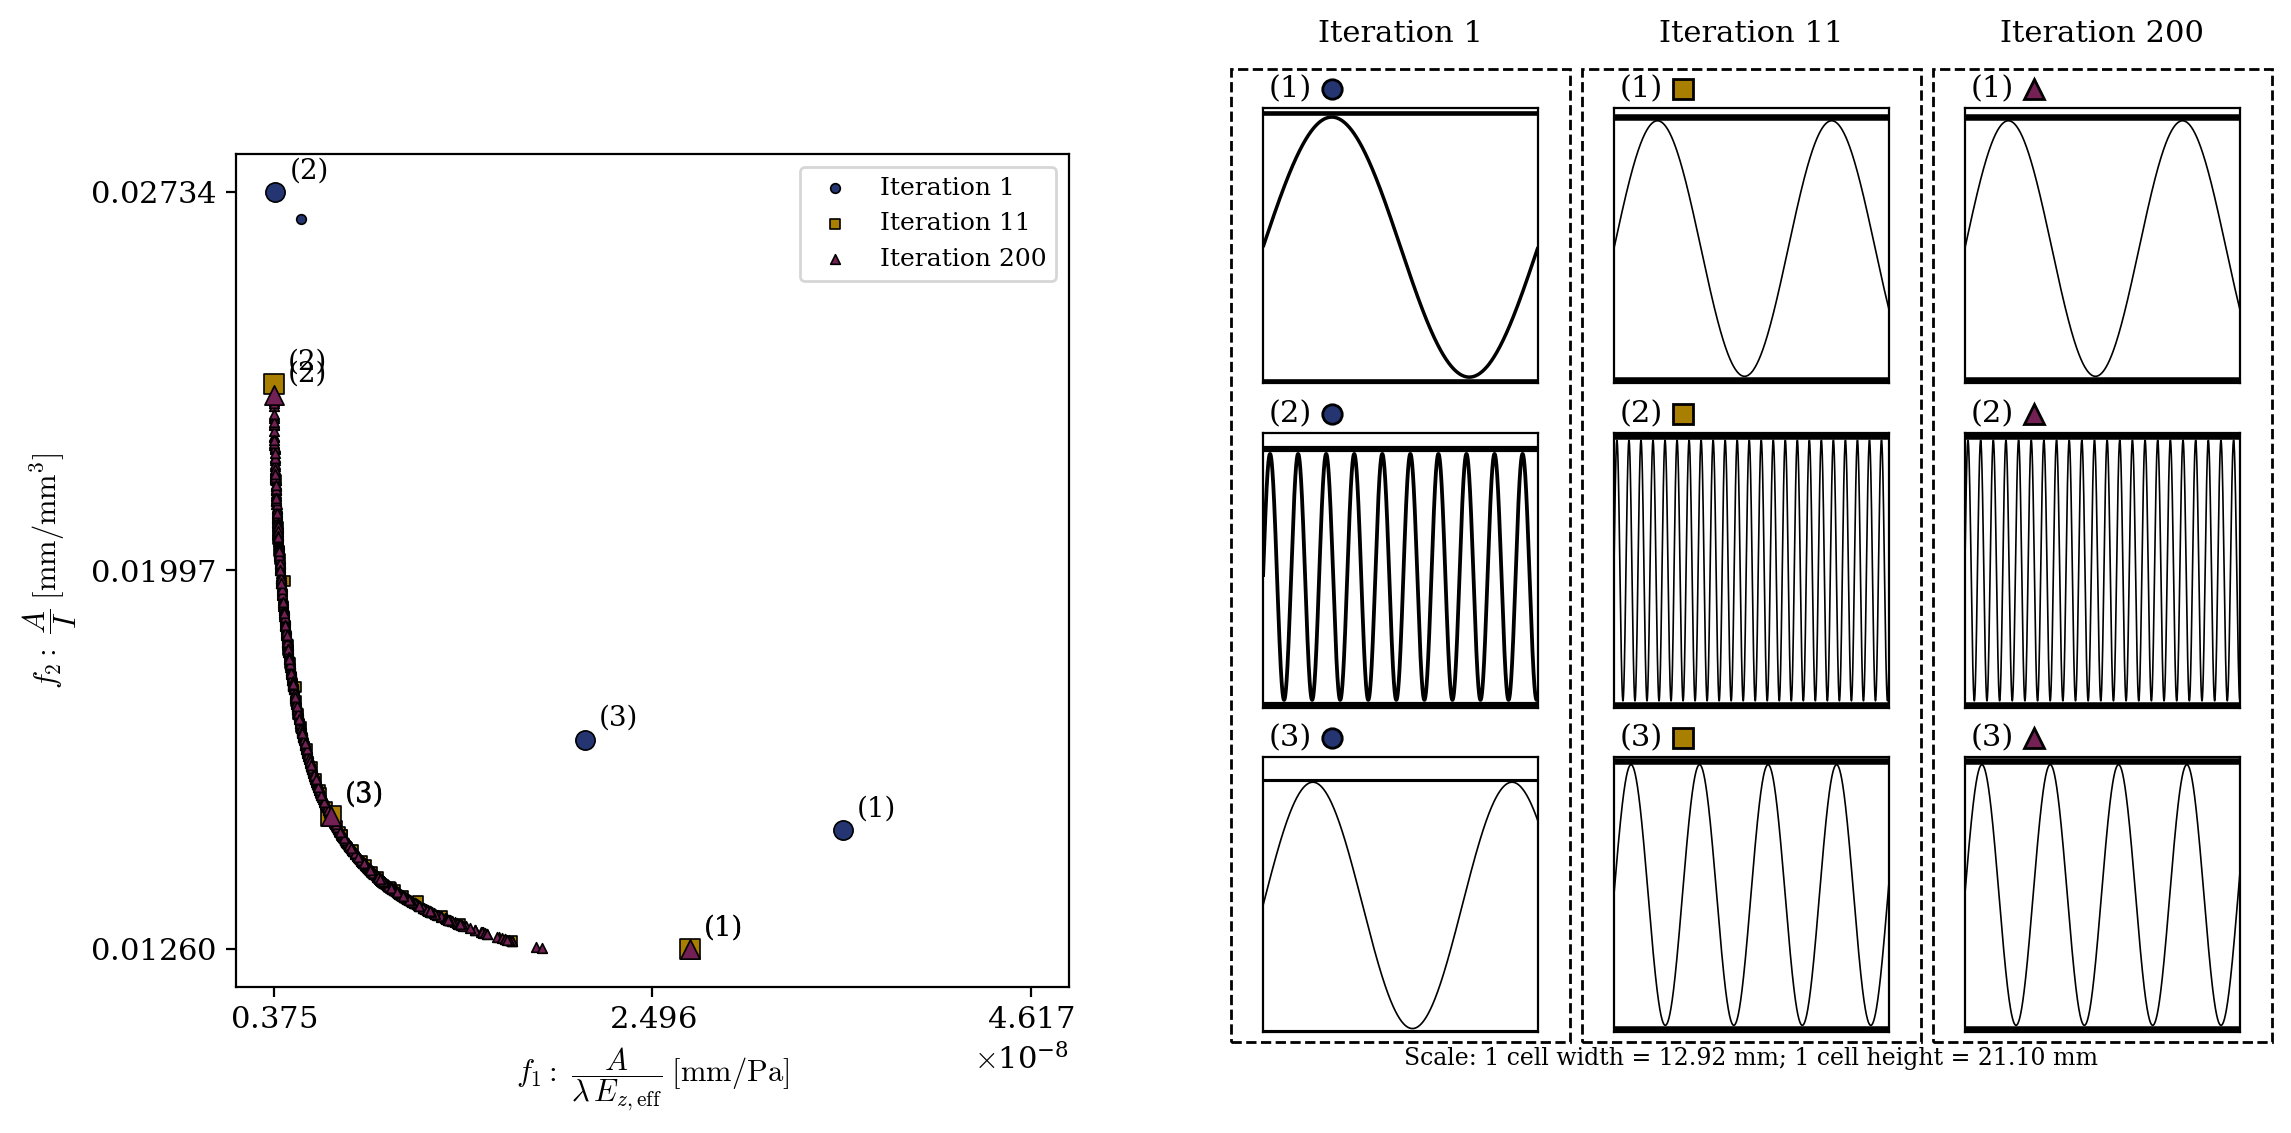 Iteration 1
Iteration 11
Iteration 200
0.02734
0.01997
0.01260
f₂ : A/I [mm/mm³]
(2)
(2)
(2)
(3)
(3)
(1)
(1)
Iteration 1
Iteration 11
Iteration 200
0.375
2.496
4.617
×10⁻⁸
f₁ : A/(λ E_{z,eff}) [mm/Pa]
(1)
(1)
(1)
(2)
(2)
(2)
(3)
(3)
(3)
Scale: 1 cell width = 12.92 mm; 1 cell height = 21.10 mm